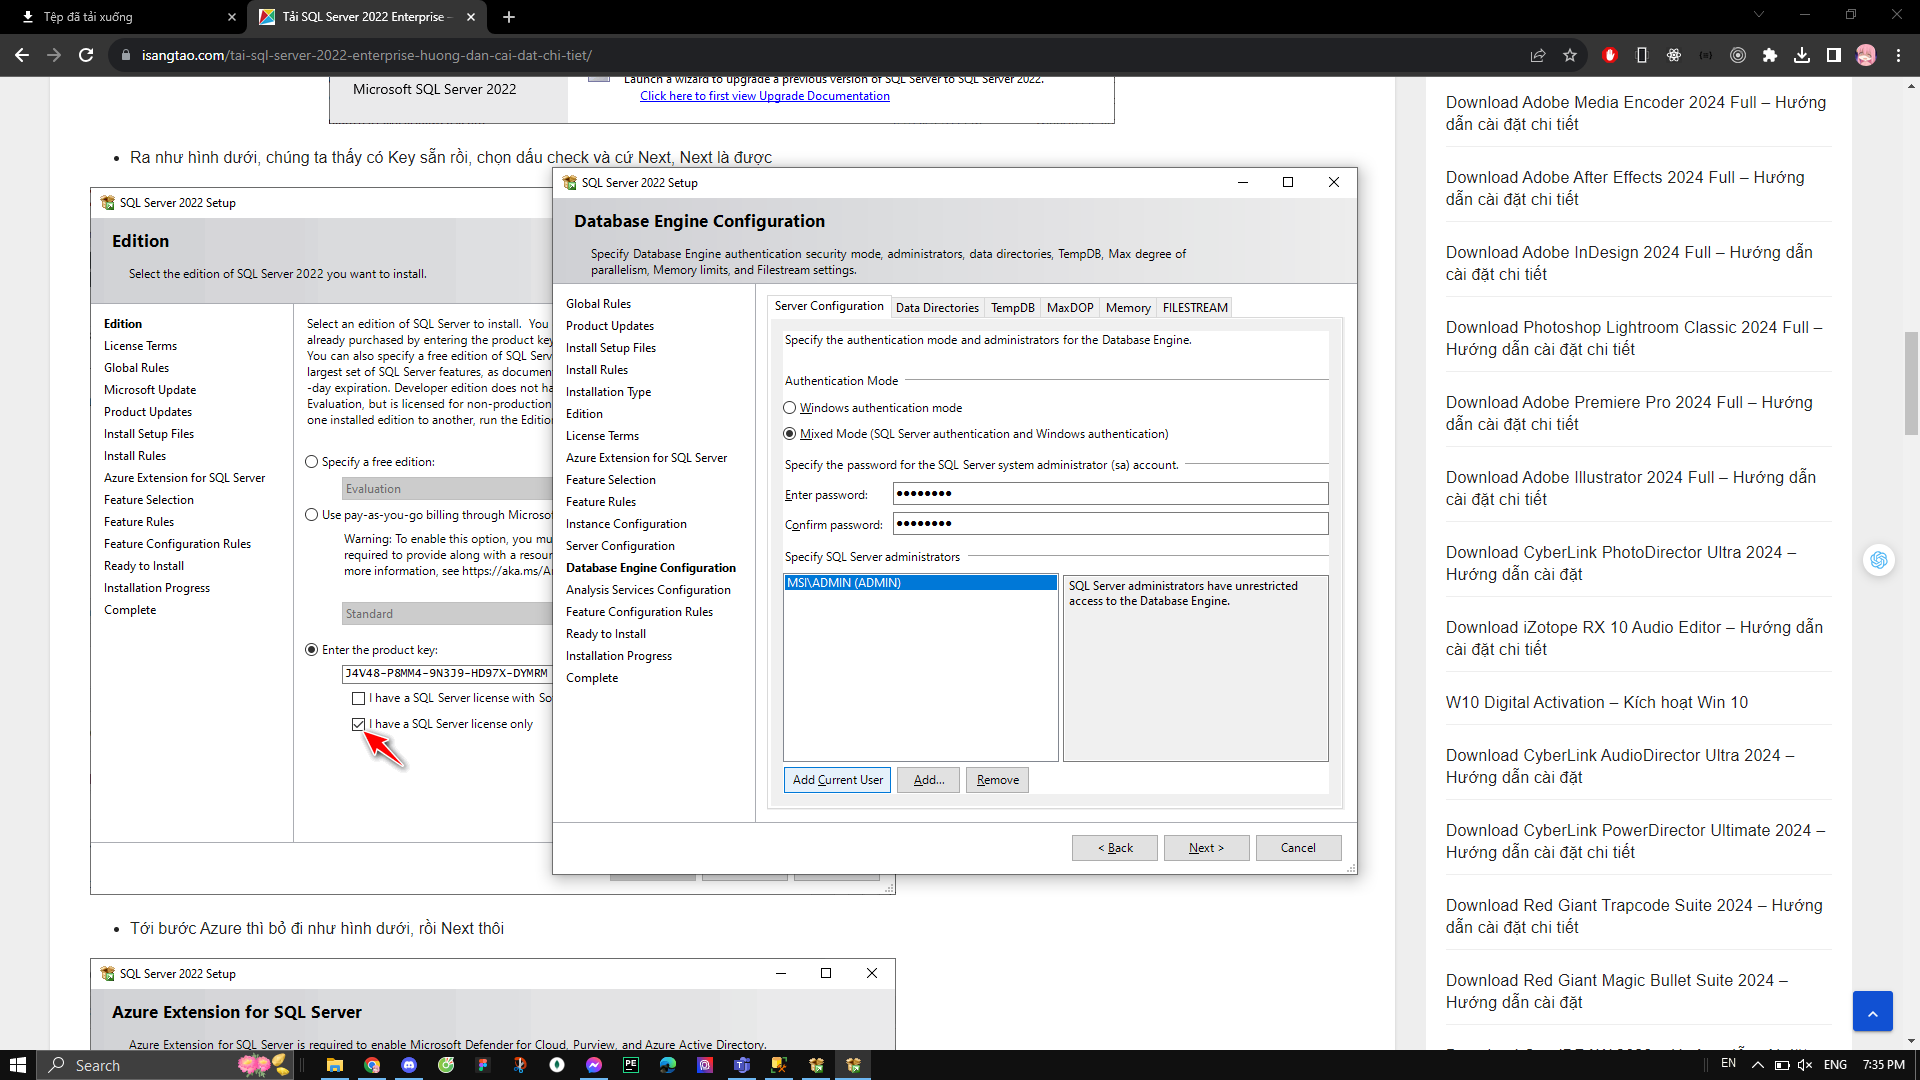 Tệp đã tải xuống
Tải SQL Server 2022 Enterprise –
isangtao.com/tai-sql-server-2022-enterprise-huong-dan-cai-dat-chi-tiet/
Launch a wizard to upgrade a previous version of SQL Server to SQL Server 2022.
Microsoft SQL Server 2022
Click here to first view Upgrade Documentation
Ra như hình dưới, chúng ta thấy có Key sẵn rồi, chọn dấu check và cứ Next, Next là được
SQL Server 2022 Setup
Edition
Select the edition of SQL Server 2022 you want to install.
Edition
License Terms
Global Rules
Microsoft Update
Product Updates
Install Setup Files
Install Rules
Azure Extension for SQL Server
Feature Selection
Feature Rules
Feature Configuration Rules
Ready to Install
Installation Progress
Complete
Select an edition of SQL Server to install. You
already purchased by entering the product key
You can also specify a free edition of SQL Serv
largest set of SQL Server features, as documen
-day expiration. Developer edition does not ha
Evaluation, but is licensed for non-production
one installed edition to another, run the Edition
Specify a free edition:
Evaluation
Use pay-as-you-go billing through Microso
Warning: To enable this option, you mu
required to provide along with a resour
more information, see https://aka.ms/A
Standard
Enter the product key:
J4V48-P8MM4-9N3J9-HD97X-DYMRM
I have a SQL Server license with So
I have a SQL Server license only
SQL Server 2022 Setup
Database Engine Configuration
Specify Database Engine authentication security mode, administrators, data directories, TempDB, Max degree of
parallelism, Memory limits, and Filestream settings.
Global Rules
Product Updates
Install Setup Files
Install Rules
Installation Type
Edition
License Terms
Azure Extension for SQL Server
Feature Selection
Feature Rules
Instance Configuration
Server Configuration
Database Engine Configuration
Analysis Services Configuration
Feature Configuration Rules
Ready to Install
Installation Progress
Complete
Server Configuration Data Directories TempDB MaxDOP Memory FILESTREAM
Specify the authentication mode and administrators for the Database Engine.
Authentication Mode
Windows authentication mode
Mixed Mode (SQL Server authentication and Windows authentication)
Specify the password for the SQL Server system administrator (sa) account.
Enter password: ●●●●●●●●
Confirm password: ●●●●●●●●
Specify SQL Server administrators
MSI\ADMIN (ADMIN)
SQL Server administrators have unrestricted
access to the Database Engine.
Add Current User Add... Remove
< Back Next > Cancel
Tới bước Azure thì bỏ đi như hình dưới, rồi Next thôi
SQL Server 2022 Setup
Azure Extension for SQL Server
Azure Extension for SQL Server is required to enable Microsoft Defender for Cloud, Purview, and Azure Active Directory.
Download Adobe Media Encoder 2024 Full – Hướng
dẫn cài đặt chi tiết
Download Adobe After Effects 2024 Full – Hướng
dẫn cài đặt chi tiết
Download Adobe InDesign 2024 Full – Hướng dẫn
cài đặt chi tiết
Download Photoshop Lightroom Classic 2024 Full –
Hướng dẫn cài đặt chi tiết
Download Adobe Premiere Pro 2024 Full – Hướng
dẫn cài đặt chi tiết
Download Adobe Illustrator 2024 Full – Hướng dẫn
cài đặt chi tiết
Download CyberLink PhotoDirector Ultra 2024 –
Hướng dẫn cài đặt
Download iZotope RX 10 Audio Editor – Hướng dẫn
cài đặt chi tiết
W10 Digital Activation – Kích hoạt Win 10
Download CyberLink AudioDirector Ultra 2024 –
Hướng dẫn cài đặt
Download CyberLink PowerDirector Ultimate 2024 –
Hướng dẫn cài đặt chi tiết
Download Red Giant Trapcode Suite 2024 – Hướng
dẫn cài đặt chi tiết
Download Red Giant Magic Bullet Suite 2024 –
Hướng dẫn cài đặt
Search
EN
ENG
7:35 PM